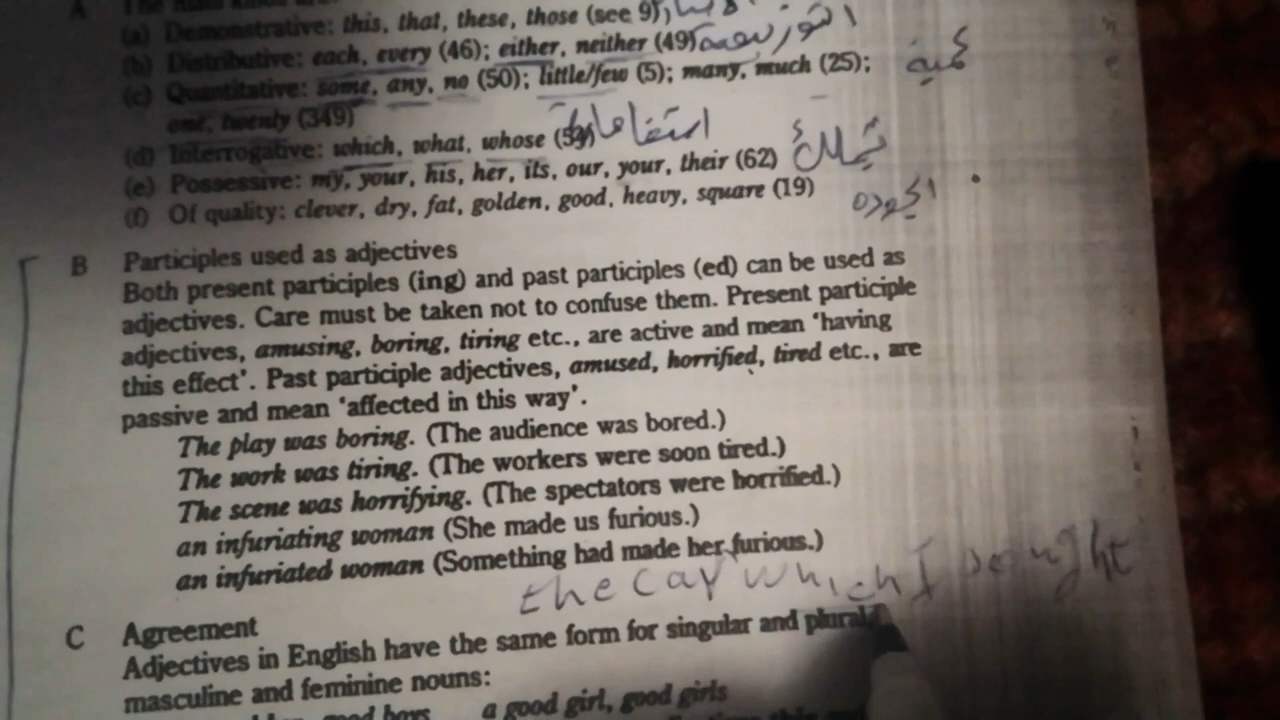 A The main kind
(a) Demonstrative: this, that, these, those (see 9)
(b) Distributive: each, every (46); either, neither (49) التوزيعية
(c) Quantitative: some, any, no (50); little/few (5); many, much (25); كمية
one, twenty (349)
(d) Interrogative: which, what, whose
(e) Possessive: my, your, his, her, its, our, your, their (62)
(f) Of quality: clever, dry, fat, golden, good, heavy, square (19) الجوده
B Participles used as adjectives
Both present participles (ing) and past participles (ed) can be used as
adjectives. Care must be taken not to confuse them. Present participle
adjectives, amusing, boring, tiring etc., are active and mean ‘having
this effect’. Past participle adjectives, amused, horrified, tired etc., are
passive and mean ‘affected in this way’.
The play was boring. (The audience was bored.)
The work was tiring. (The workers were soon tired.)
The scene was horrifying. (The spectators were horrified.)
an infuriating woman (She made us furious.)
an infuriated woman (Something had made her furious.)
the car which I bought
C Agreement
Adjectives in English have the same form for singular and plural
masculine and feminine nouns:
good boys a good girl, good girls